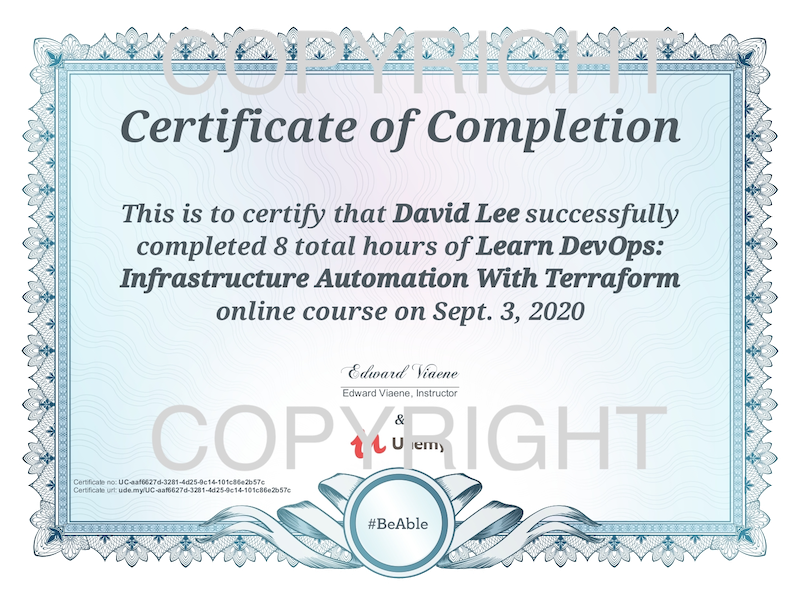 COPYRIGHT
Certificate of Completion
This is to certify that David Lee successfully
completed 8 total hours of Learn DevOps:
Infrastructure Automation With Terraform
online course on Sept. 3, 2020
Edward Viaene
Edward Viaene, Instructor
&
COPYRIGHT
Udemy
Certificate no: UC-aaf6627d-3281-4d25-9c14-101c86e2b57c
Certificate url: ude.my/UC-aaf6627d-3281-4d25-9c14-101c86e2b57c
#BeAble